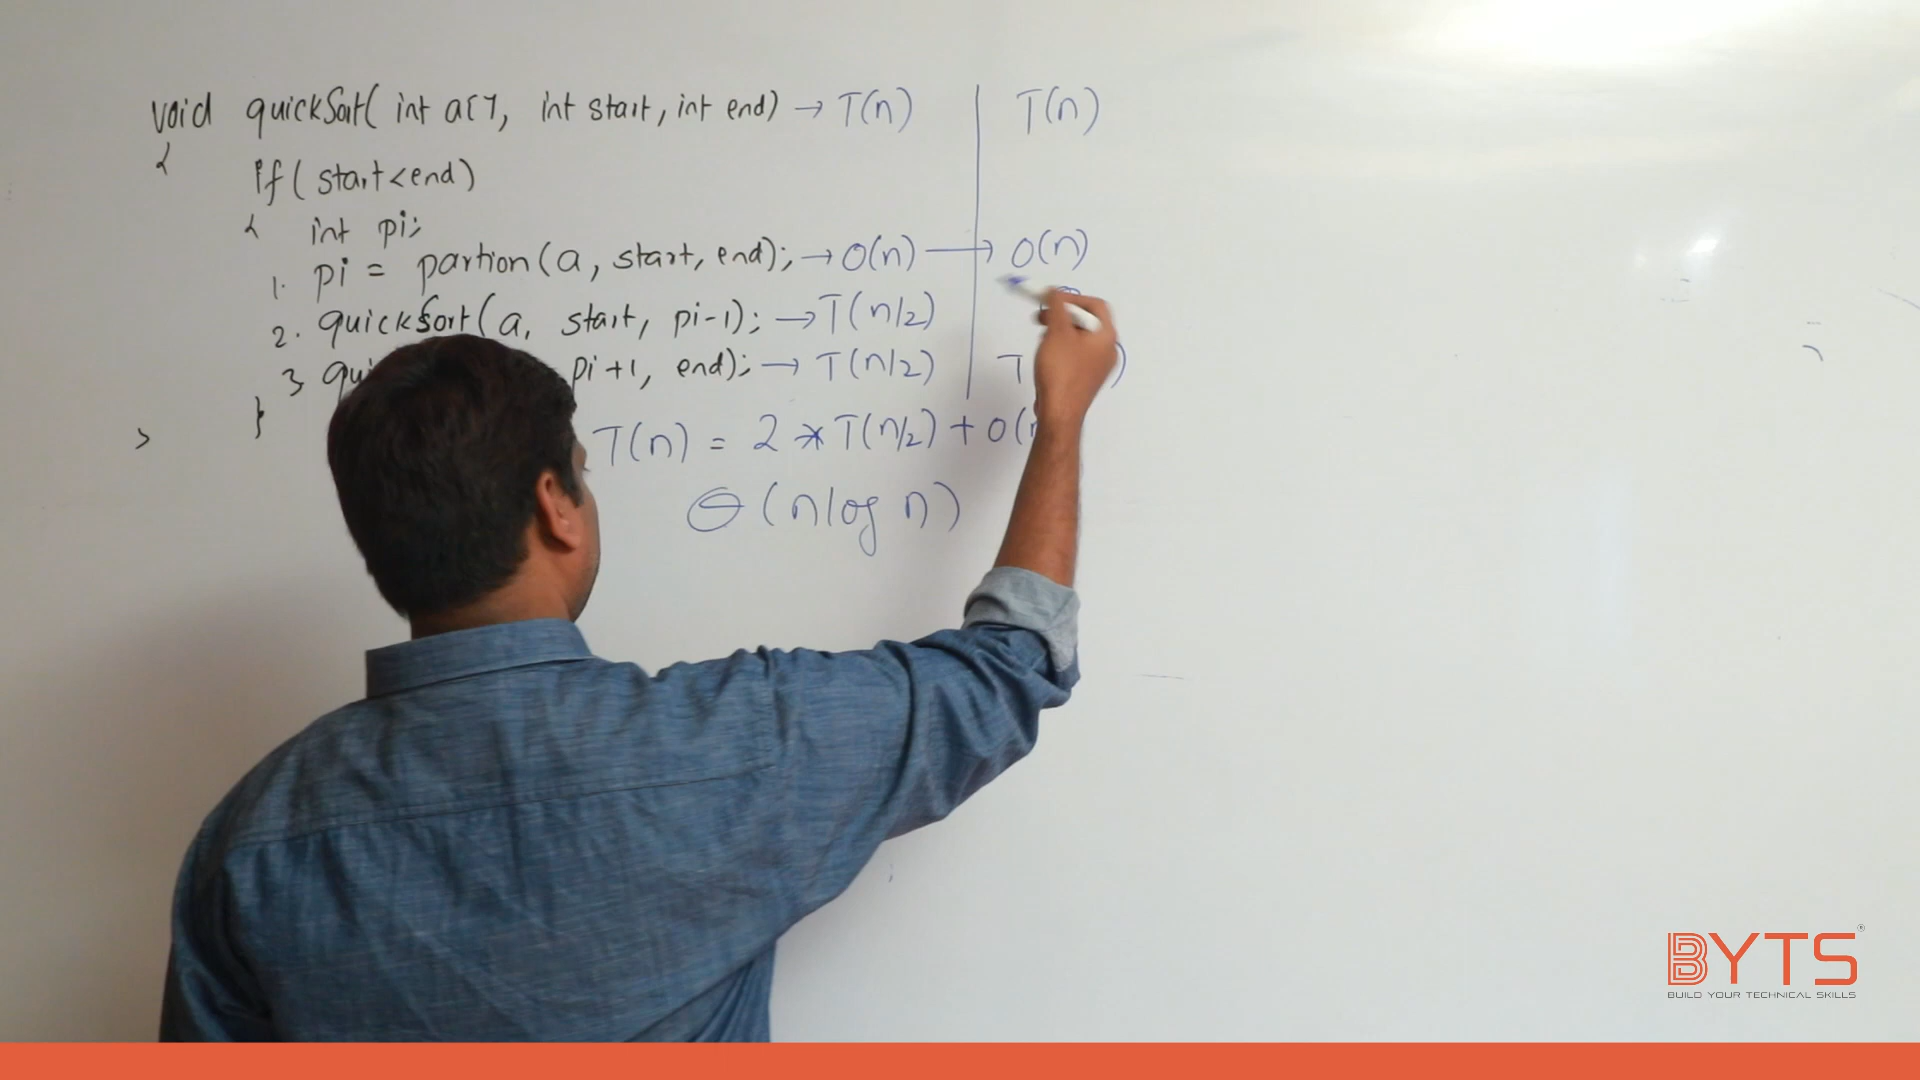 void quickSort( int a[], int start, int end) → T(n) T(n)
{
if( start<end)
{ int pi;
1. pi = partion(a, start, end); → O(n) → O(n)
2. quicksort(a, start, pi-1); → T(n/2)
3 pi+1, end); → T(n/2) T
}
} T(n) = 2 * T(n/2) + O(n
Θ(nlog n)
BYTS
BUILD YOUR TECHNICAL SKILLS